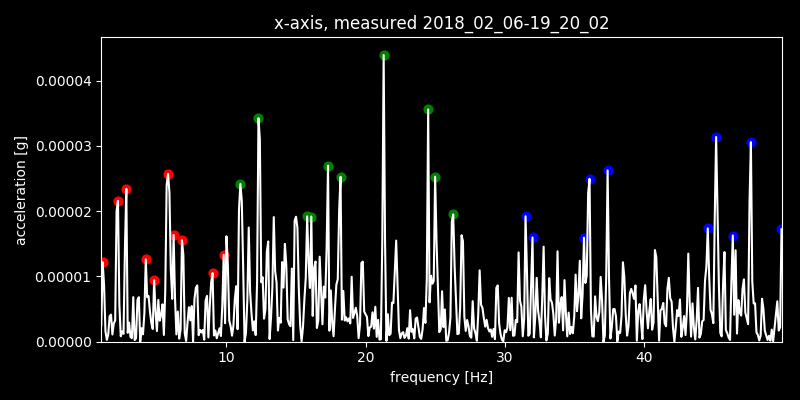 x-axis, measured 2018_02_06-19_20_02
acceleration [g]
0.00004
0.00003
0.00002
0.00001
0.00000
10 20 30 40
frequency [Hz]